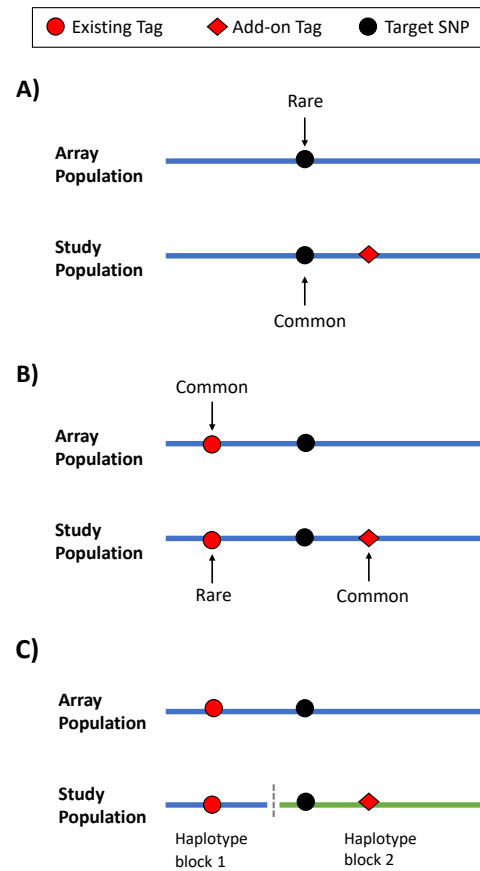 Existing Tag Add-on Tag Target SNP
A)
Rare
Array
Population
Study
Population
Common
B)
Common
Array
Population
Study
Population
Rare
Common
C)
Array
Population
Study
Population
Haplotype
block 1
Haplotype
block 2